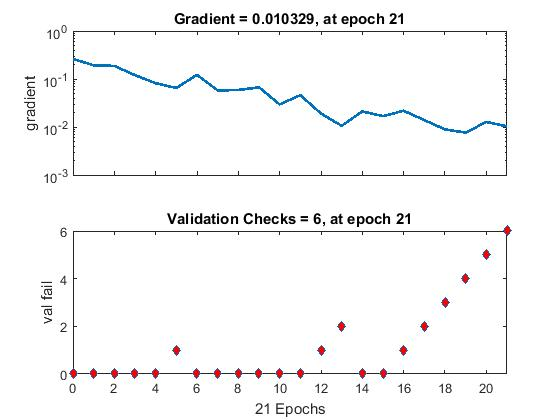 Gradient = 0.010329, at epoch 21
10^0
10^-1
10^-2
10^-3
gradient
Validation Checks = 6, at epoch 21
6
4
2
0
val fail
0 2 4 6 8 10 12 14 16 18 20
21 Epochs